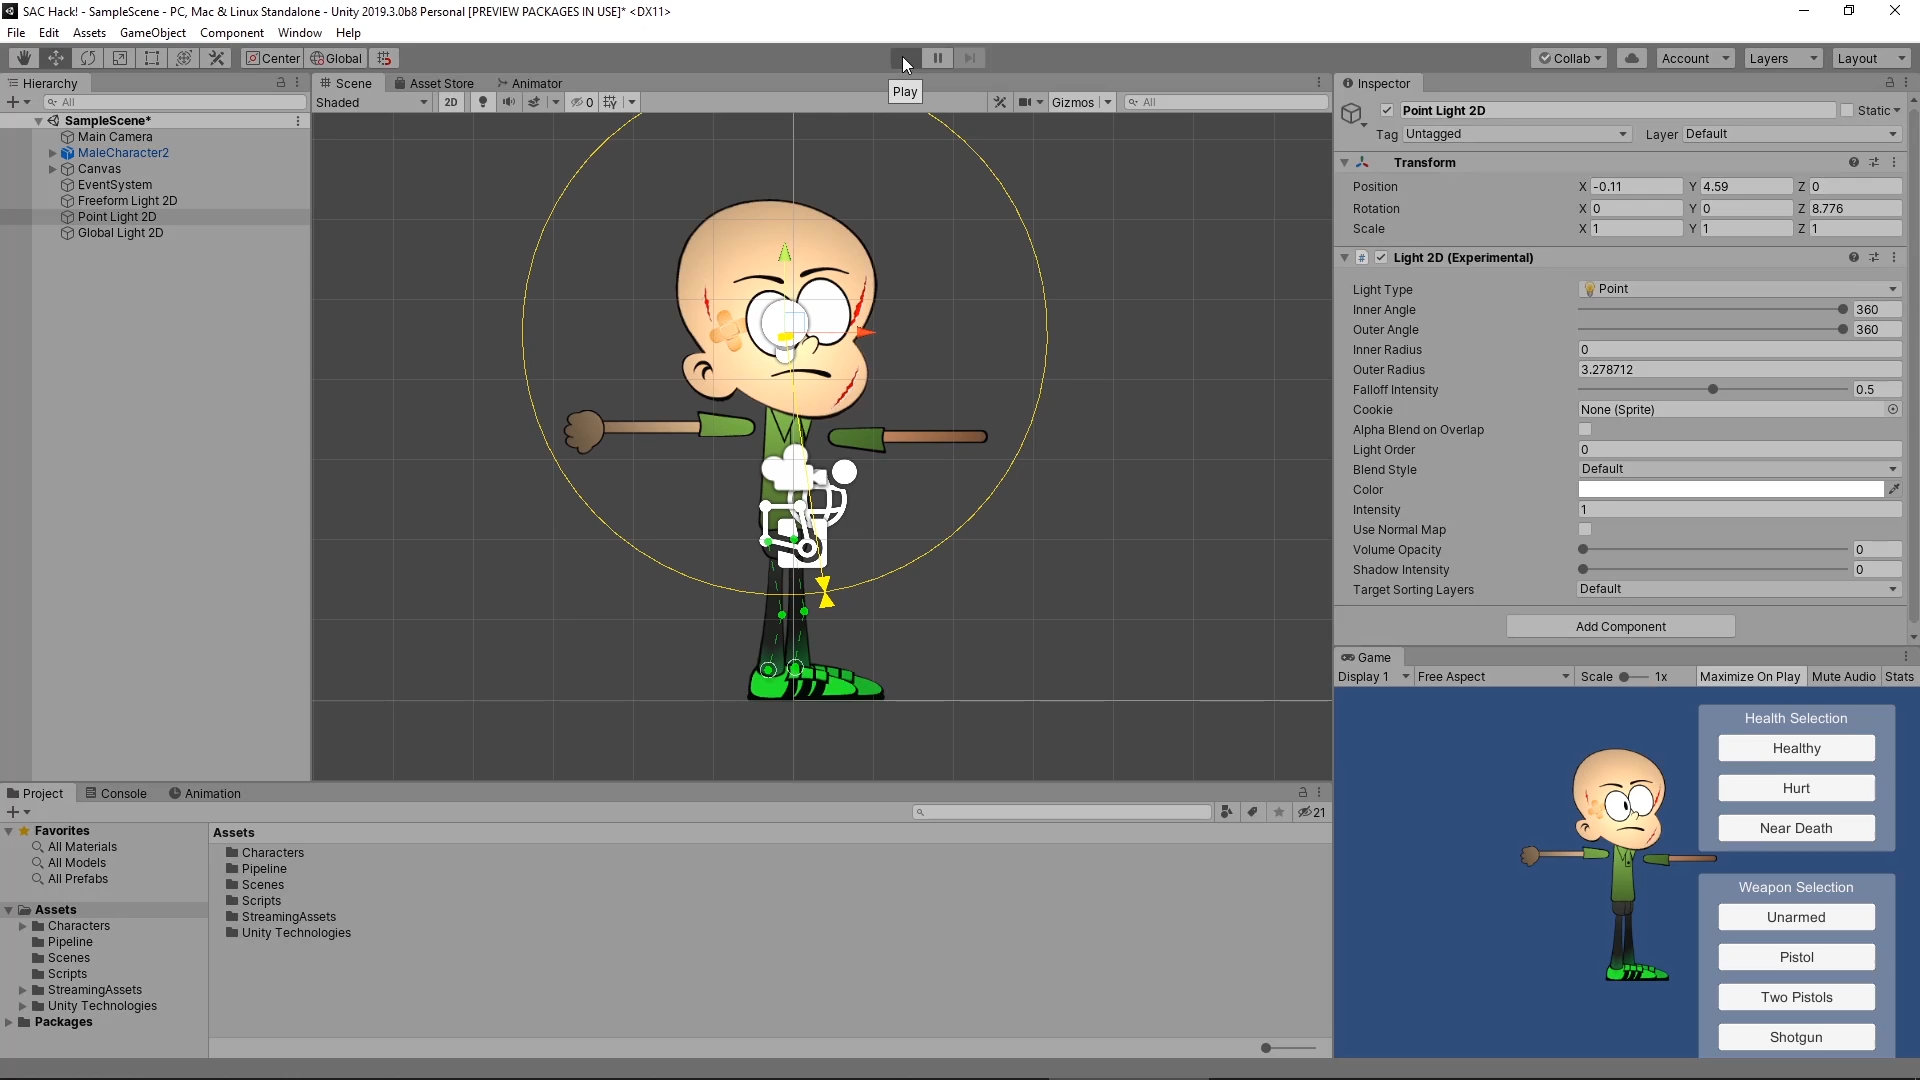 SAC Hack! - SampleScene - PC, Mac & Linux Standalone - Unity 2019.3.0b8 Personal [PREVIEW PACKAGES IN USE]* <DX11>
File Edit Assets GameObject Component Window Help
Center Global Collab Account Layers Layout
Play
Hierarchy
All
SampleScene*
Main Camera
MaleCharacter2
Canvas
EventSystem
Freeform Light 2D
Point Light 2D
Global Light 2D
Scene Asset Store Animator
Shaded 2D 0 Gizmos All
Inspector
Point Light 2D Static
Tag Untagged Layer Default
Transform
Position X -0.11 Y 4.59 Z 0
Rotation X 0 Y 0 Z 8.776
Scale X 1 Y 1 Z 1
# Light 2D (Experimental)
Light Type Point
Inner Angle 360
Outer Angle 360
Inner Radius 0
Outer Radius 3.278712
Falloff Intensity 0.5
Cookie None (Sprite)
Alpha Blend on Overlap
Light Order 0
Blend Style Default
Color
Intensity 1
Use Normal Map
Volume Opacity 0
Shadow Intensity 0
Target Sorting Layers Default
Add Component
Game
Display 1 Free Aspect Scale 1x Maximize On Play Mute Audio Stats
Health Selection
Healthy
Hurt
Near Death
Weapon Selection
Unarmed
Pistol
Two Pistols
Shotgun
Project Console Animation
21
Favorites
All Materials
All Models
All Prefabs
Assets
Characters
Pipeline
Scenes
Scripts
StreamingAssets
Unity Technologies
Packages
Assets
Characters
Pipeline
Scenes
Scripts
StreamingAssets
Unity Technologies